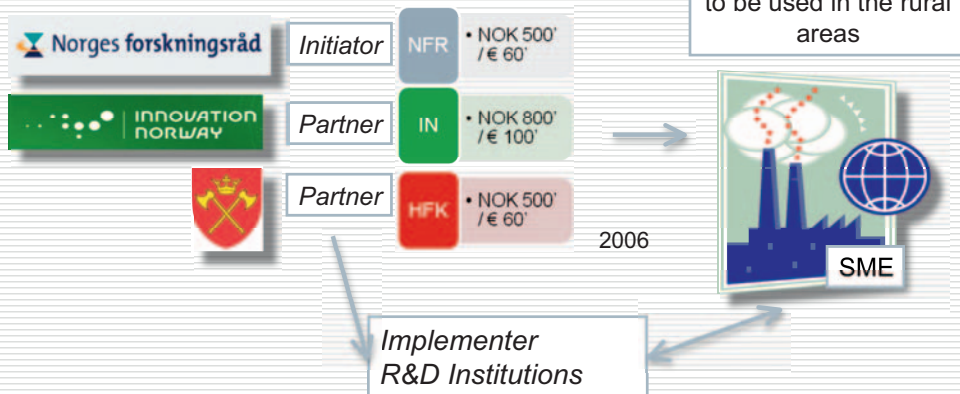 to be used in the rural
areas
Norges forskningsråd
Initiator
NFR
• NOK 500'
/ € 60'
INNOVATION
NORWAY
Partner
IN
• NOK 800'
/ € 100'
Partner
HFK
• NOK 500'
/ € 60'
2006
SME
Implementer
R&D Institutions